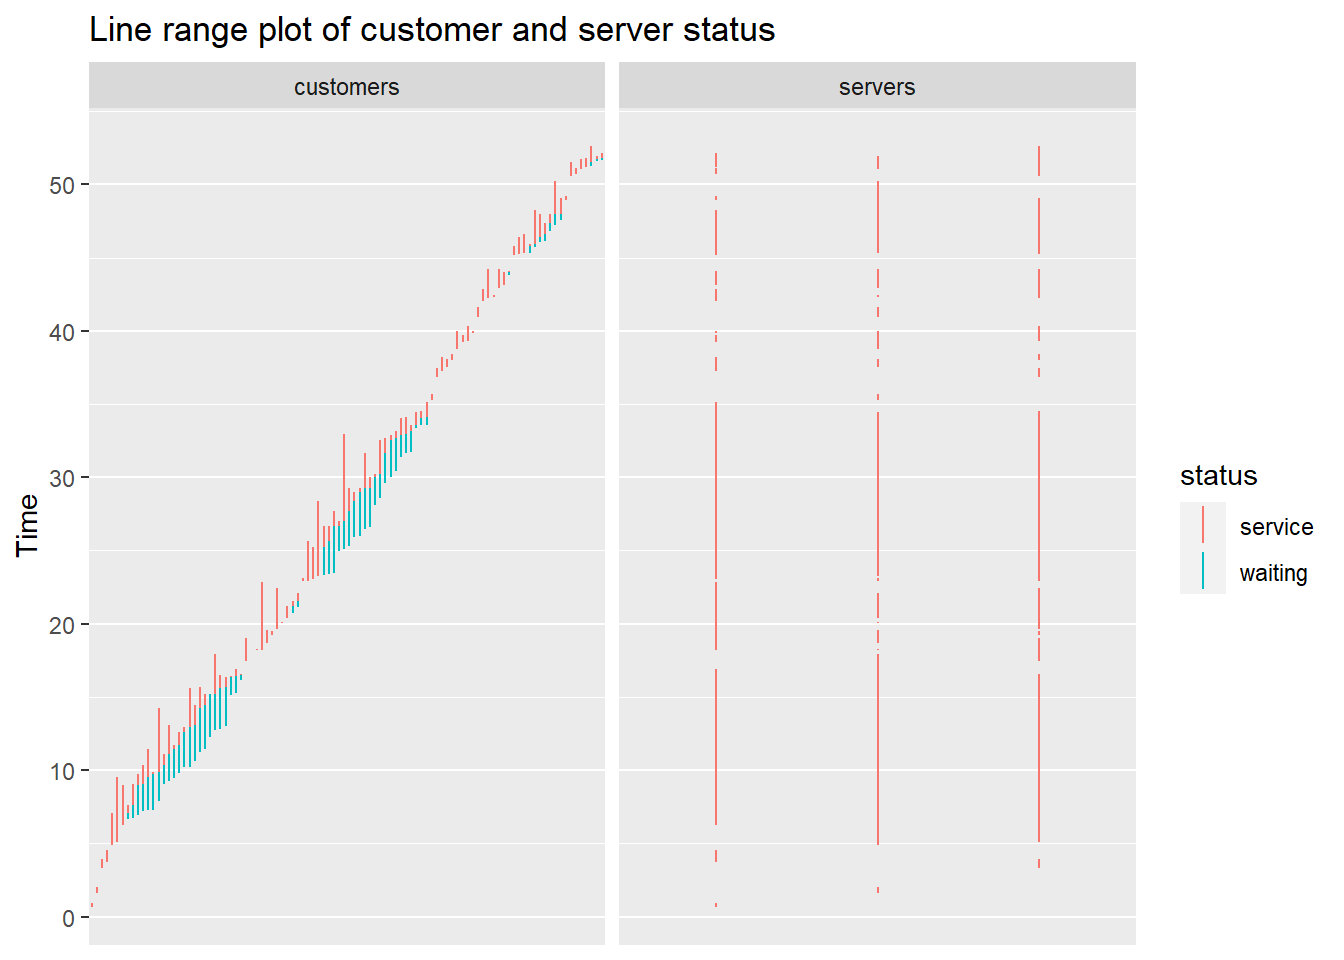 Line range plot of customer and server status
customers
servers
50
40
30
20
10
0
Time
status
service
waiting